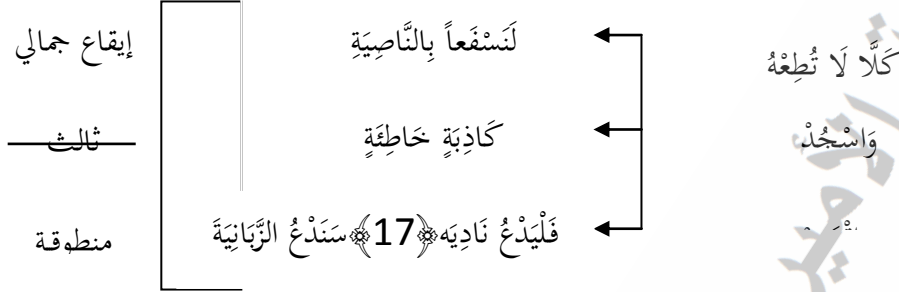 كَلَّا لَا تُطِعْهُ
وَاسْجُدْ
لَنَسْفَعاً بِالنَّاصِيَةِ
كَاذِبَةٍ خَاطِئَةٍ
فَلْيَدْعُ نَادِيَه﴿17﴾سَنَدْعُ الزَّبَانِيَةَ
إيقاع جمالي
ثالث
منطوقة